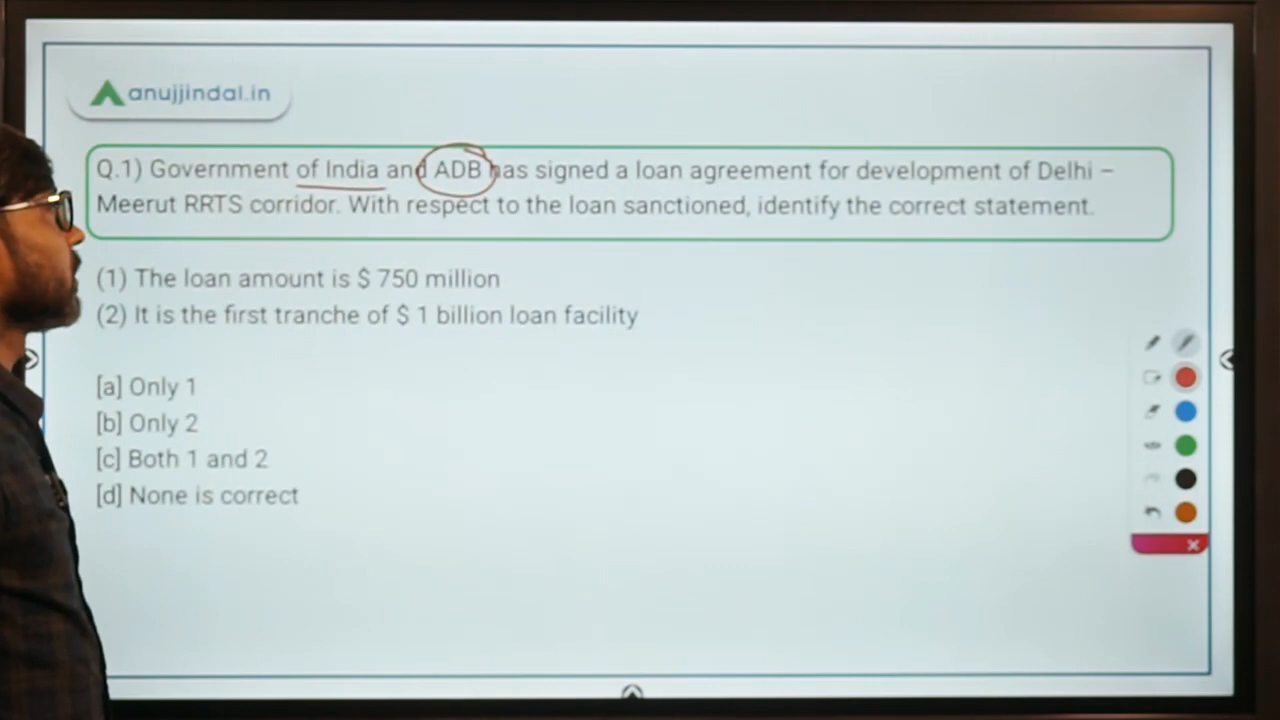 anujjindal.in
Q.1) Government of India and ADB has signed a loan agreement for development of Delhi –
Meerut RRTS corridor. With respect to the loan sanctioned, identify the correct statement.
(1) The loan amount is $ 750 million
(2) It is the first tranche of $ 1 billion loan facility
[a] Only 1
[b] Only 2
[c] Both 1 and 2
[d] None is correct